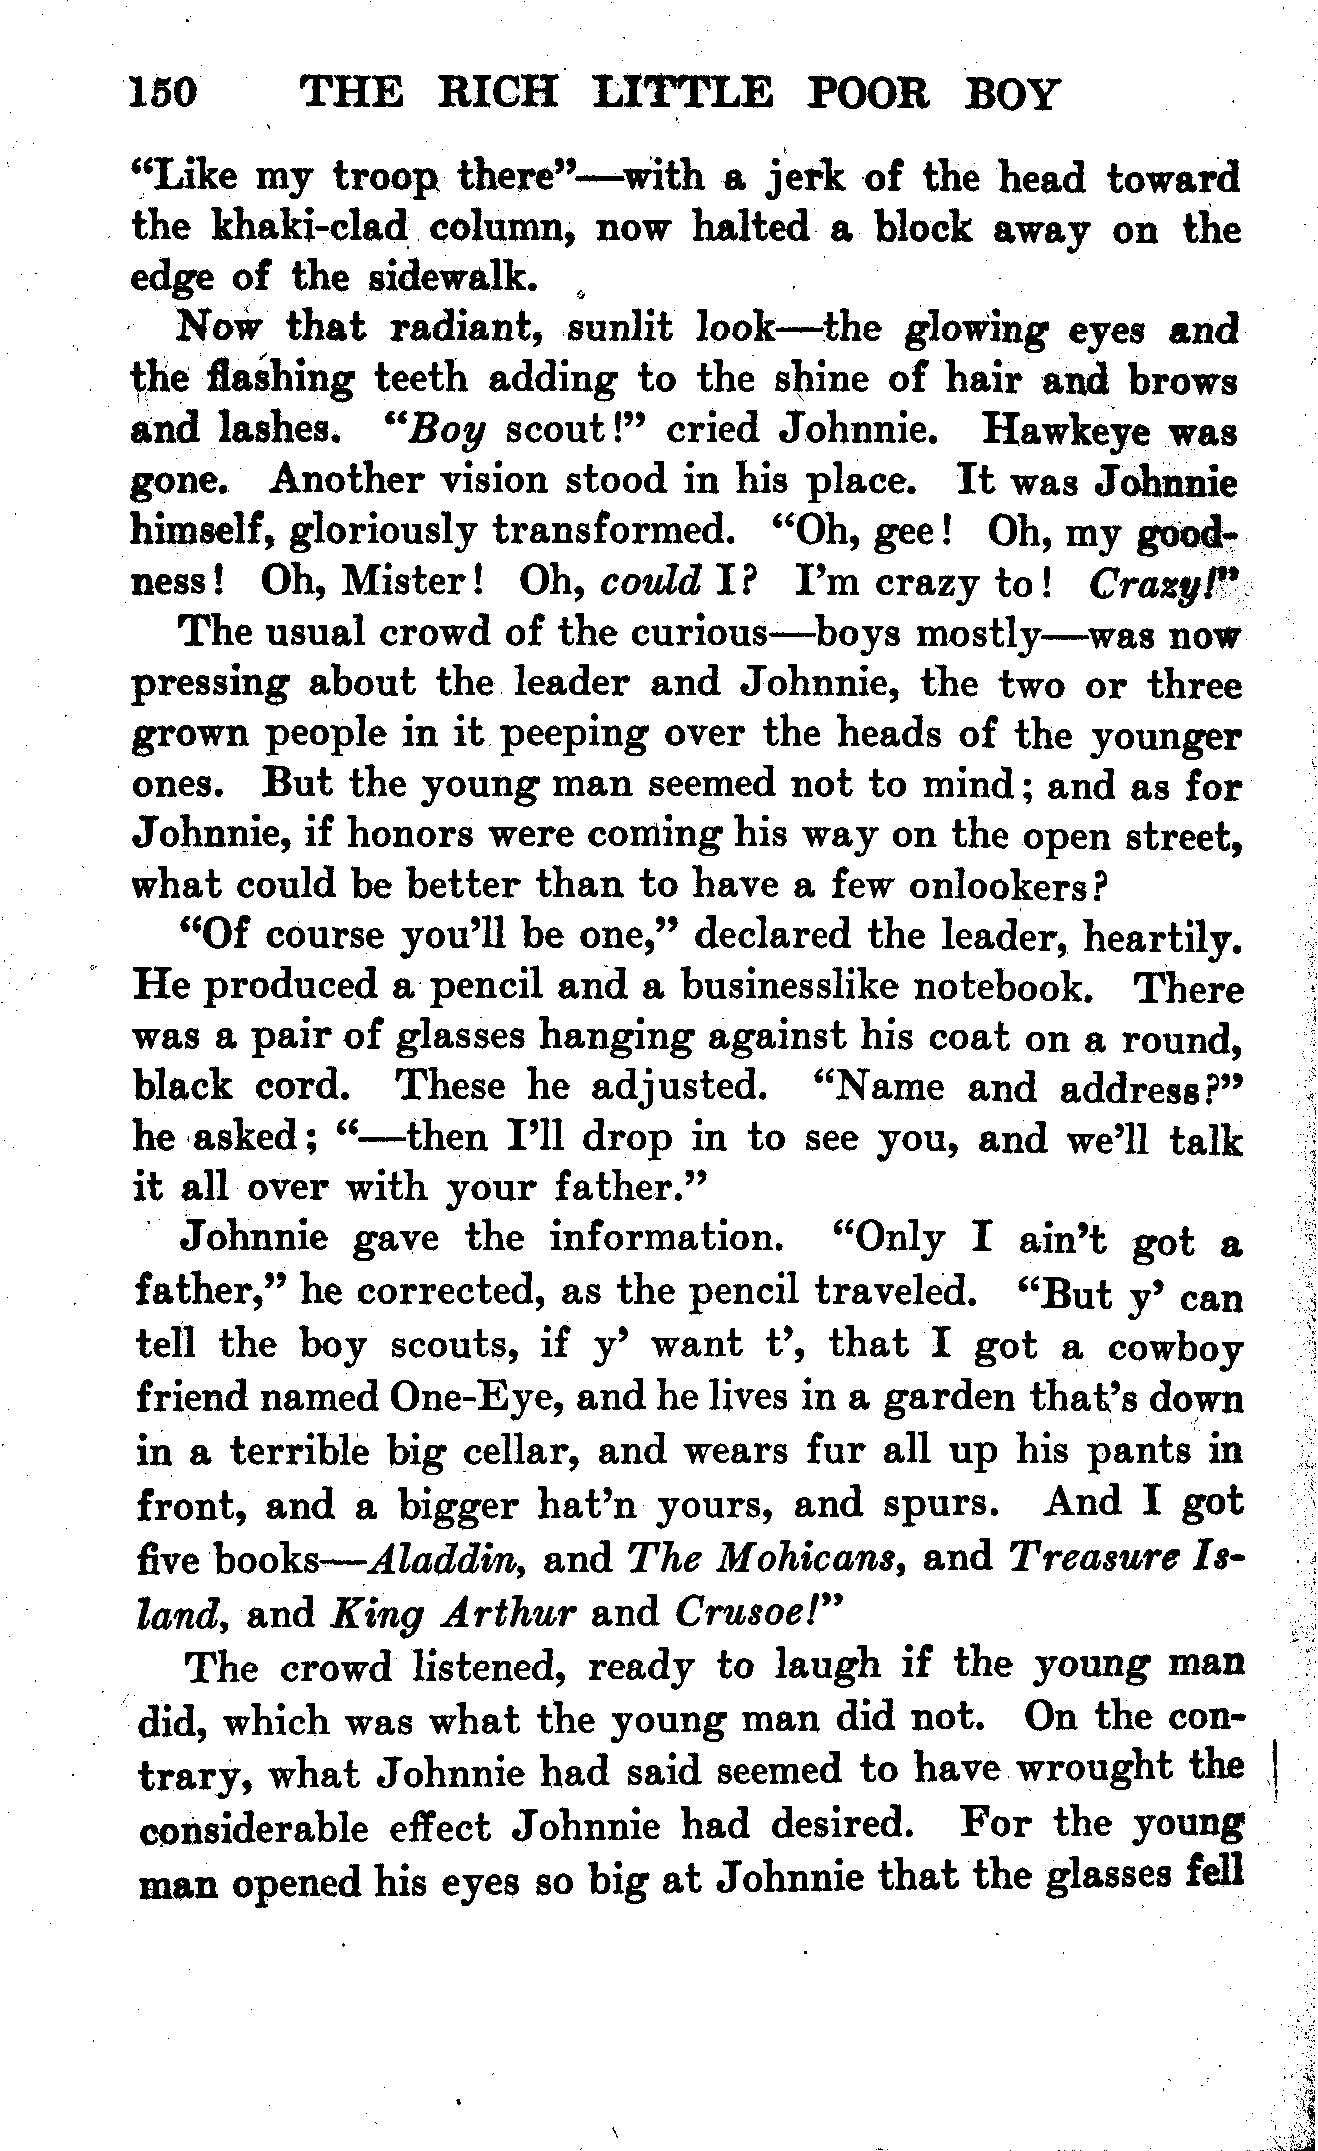 150 THE RICH LITTLE POOR BOY
“Like my troop there”—with a jerk of the head toward
the khaki-clad column, now halted a block away on the
edge of the sidewalk.
Now that radiant, sunlit look—the glowing eyes and
the flashing teeth adding to the shine of hair and brows
and lashes. “Boy scout!” cried Johnnie. Hawkeye was
gone. Another vision stood in his place. It was Johnnie
himself, gloriously transformed. “Oh, gee! Oh, my good-
ness! Oh, Mister! Oh, could I? I’m crazy to! Crazy!”
The usual crowd of the curious—boys mostly—was now
pressing about the leader and Johnnie, the two or three
grown people in it peeping over the heads of the younger
ones. But the young man seemed not to mind; and as for
Johnnie, if honors were coming his way on the open street,
what could be better than to have a few onlookers?
“Of course you’ll be one,” declared the leader, heartily.
He produced a pencil and a businesslike notebook. There
was a pair of glasses hanging against his coat on a round,
black cord. These he adjusted. “Name and address?”
he asked; “—then I’ll drop in to see you, and we’ll talk
it all over with your father.”
Johnnie gave the information. “Only I ain’t got a
father,” he corrected, as the pencil traveled. “But y’ can
tell the boy scouts, if y’ want t’, that I got a cowboy
friend named One-Eye, and he lives in a garden that’s down
in a terrible big cellar, and wears fur all up his pants in
front, and a bigger hat’n yours, and spurs. And I got
five books—Aladdin, and The Mohicans, and Treasure Is-
land, and King Arthur and Crusoe!”
The crowd listened, ready to laugh if the young man
did, which was what the young man did not. On the con-
trary, what Johnnie had said seemed to have wrought the
considerable effect Johnnie had desired. For the young
man opened his eyes so big at Johnnie that the glasses fell